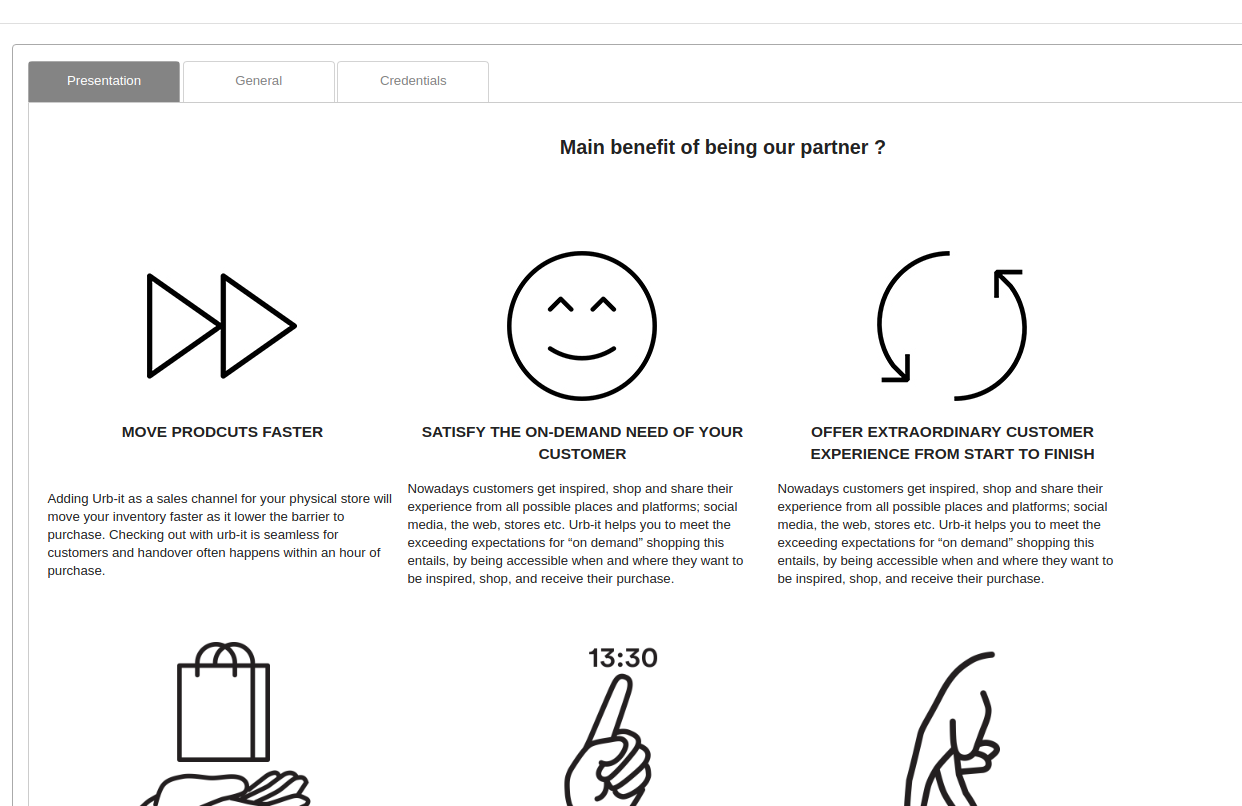 Presentation
General
Credentials
Main benefit of being our partner ?
MOVE PRODCUTS FASTER
Adding Urb-it as a sales channel for your physical store will
move your inventory faster as it lower the barrier to
purchase. Checking out with urb-it is seamless for
customers and handover often happens within an hour of
purchase.
SATISFY THE ON-DEMAND NEED OF YOUR
CUSTOMER
Nowadays customers get inspired, shop and share their
experience from all possible places and platforms; social
media, the web, stores etc. Urb-it helps you to meet the
exceeding expectations for “on demand” shopping this
entails, by being accessible when and where they want to
be inspired, shop, and receive their purchase.
OFFER EXTRAORDINARY CUSTOMER
EXPERIENCE FROM START TO FINISH
Nowadays customers get inspired, shop and share their
experience from all possible places and platforms; social
media, the web, stores etc. Urb-it helps you to meet the
exceeding expectations for “on demand” shopping this
entails, by being accessible when and where they want to
be inspired, shop, and receive their purchase.
13:30